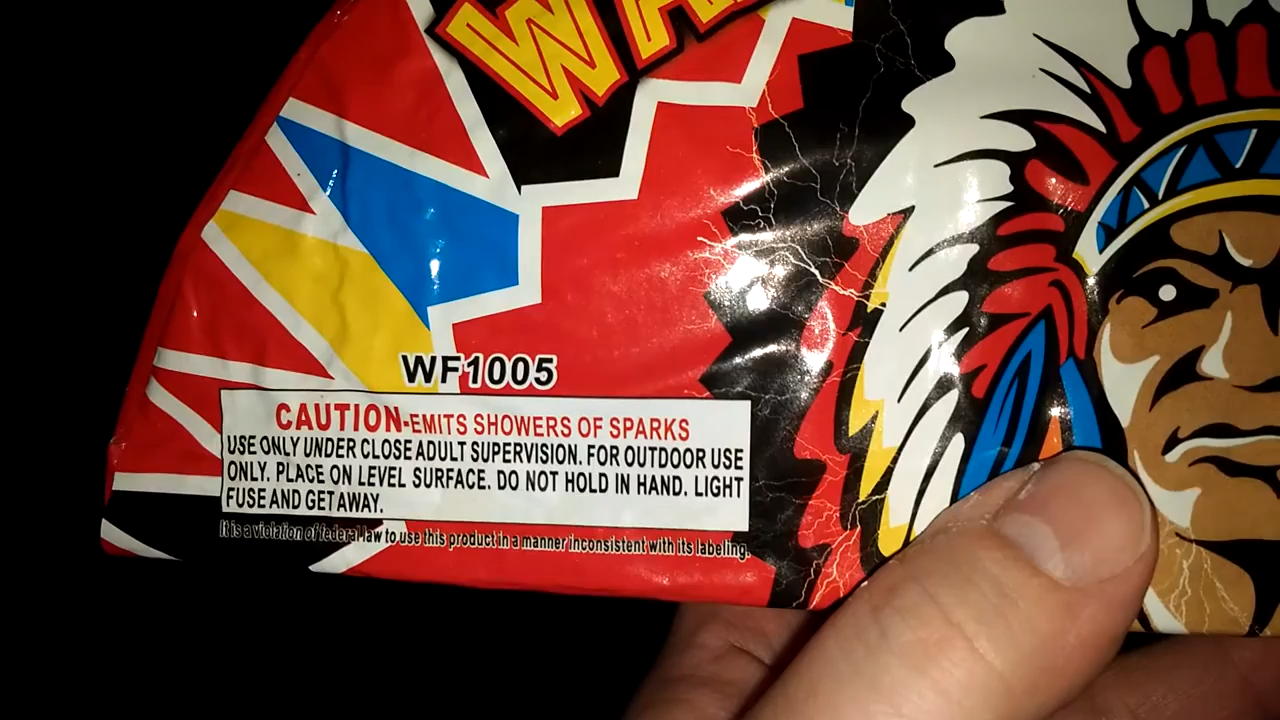 WA
WF1005
CAUTION-EMITS SHOWERS OF SPARKS
USE ONLY UNDER CLOSE ADULT SUPERVISION. FOR OUTDOOR USE
ONLY. PLACE ON LEVEL SURFACE. DO NOT HOLD IN HAND. LIGHT
FUSE AND GET AWAY.
It is a violation of federal law to use this product in a manner inconsistent with its labeling.